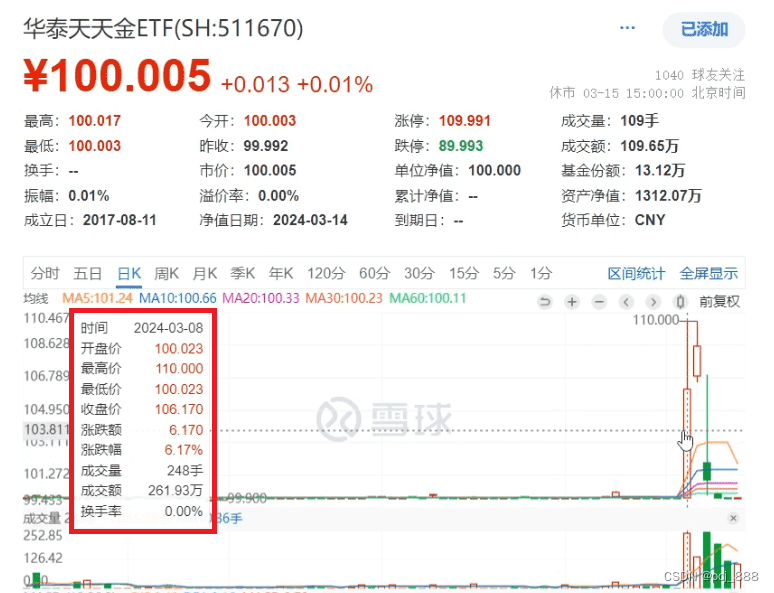 华泰天天金ETF(SH:511670)
··· 已添加
¥100.005 +0.013 +0.01%
1040 球友关注
休市 03-15 15:00:00 北京时间
最高：100.017 今开：100.003 涨停：109.991 成交量：109手
最低：100.003 昨收：99.992 跌停：89.993 成交额：109.65万
换手：-- 市价：100.005 单位净值：100.000 基金份额：13.12万
振幅：0.01% 溢价率：0.00% 累计净值：-- 资产净值：1312.07万
成立日：2017-08-11 净值日期：2024-03-14 到期日：-- 货币单位：CNY
分时 五日 日K 周K 月K 季K 年K 120分 60分 30分 15分 5分 1分 区间统计 全屏显示
均线 MA5:101.24 MA10:100.66 MA20:100.33 MA30:100.23 MA60:100.11 前复权
110.467
110.000
108.628
106.789
104.950
103.811
101.272
99.433
99.900
时间 2024-03-08
开盘价 100.023
最高价 110.000
最低价 100.023
收盘价 106.170
涨跌额 6.170
涨跌幅 6.17%
成交量 248手
成交额 261.93万
换手率 0.00%
雪球
成交量
36手
252.85
126.42
CSDN